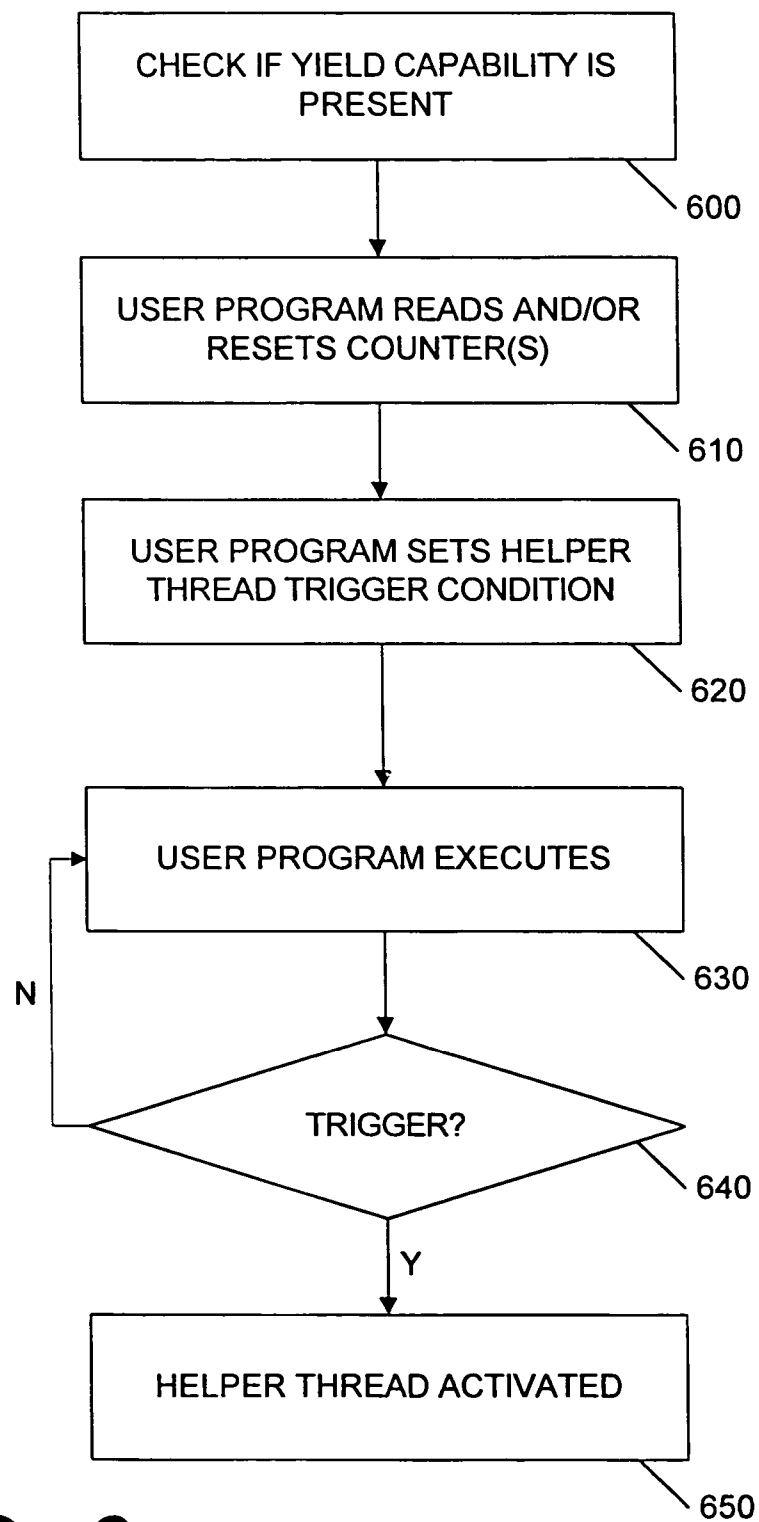 CHECK IF YIELD CAPABILITY IS
PRESENT
600
USER PROGRAM READS AND/OR
RESETS COUNTER(S)
610
USER PROGRAM SETS HELPER
THREAD TRIGGER CONDITION
620
USER PROGRAM EXECUTES
630
N
TRIGGER?
640
Y
HELPER THREAD ACTIVATED
650